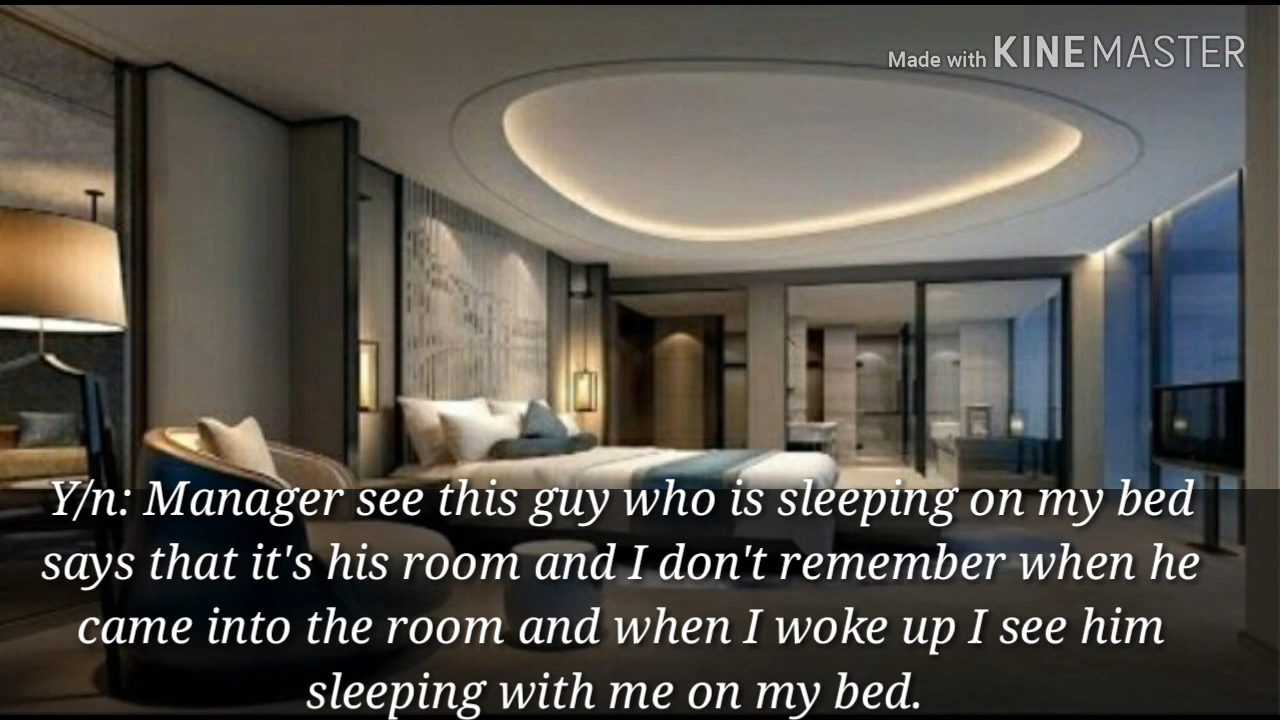 Made with KINEMASTER
Y/n: Manager see this guy who is sleeping on my bed
says that it's his room and I don't remember when he
came into the room and when I woke up I see him
sleeping with me on my bed.